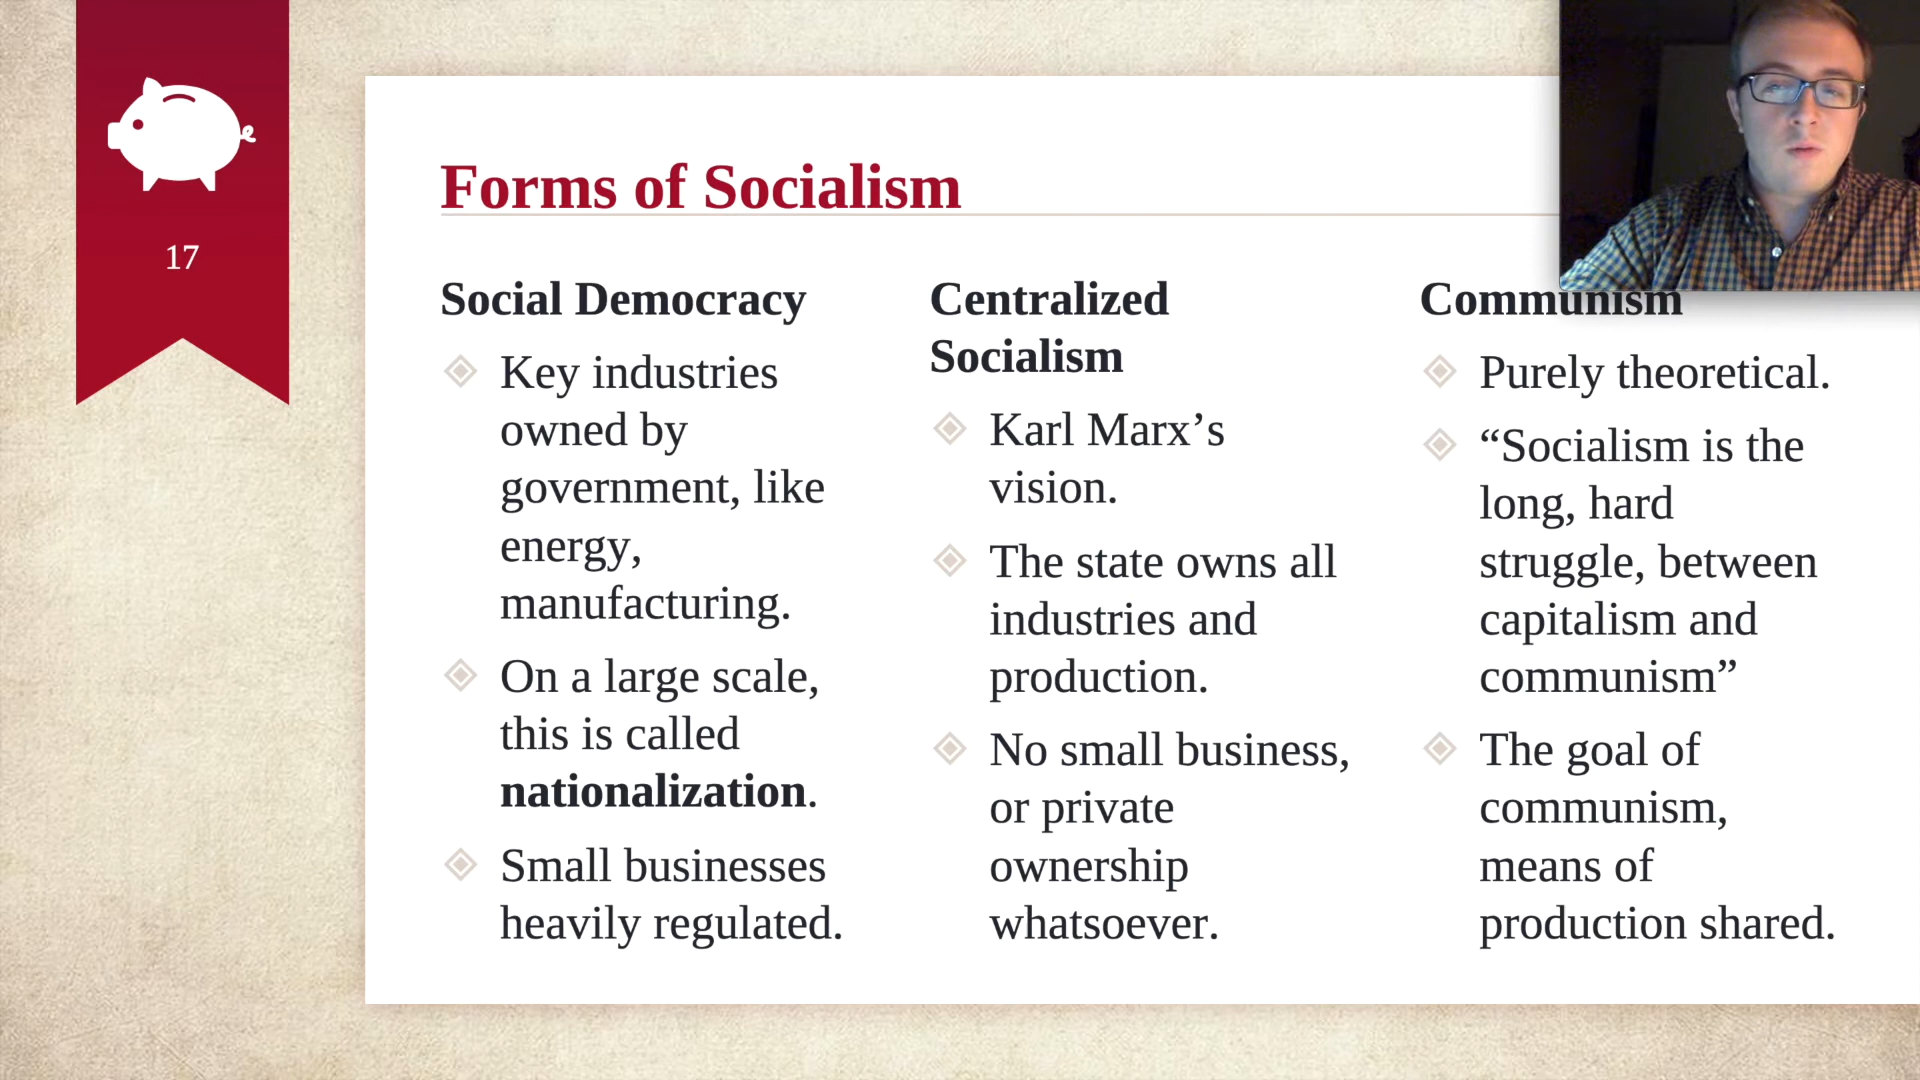 17
Forms of Socialism
Social Democracy
Key industries
owned by
government, like
energy,
manufacturing.
On a large scale,
this is called
nationalization.
Small businesses
heavily regulated.
Centralized
Socialism
Karl Marx’s
vision.
The state owns all
industries and
production.
No small business,
or private
ownership
whatsoever.
Communism
Purely theoretical.
“Socialism is the
long, hard
struggle, between
capitalism and
communism”
The goal of
communism,
means of
production shared.